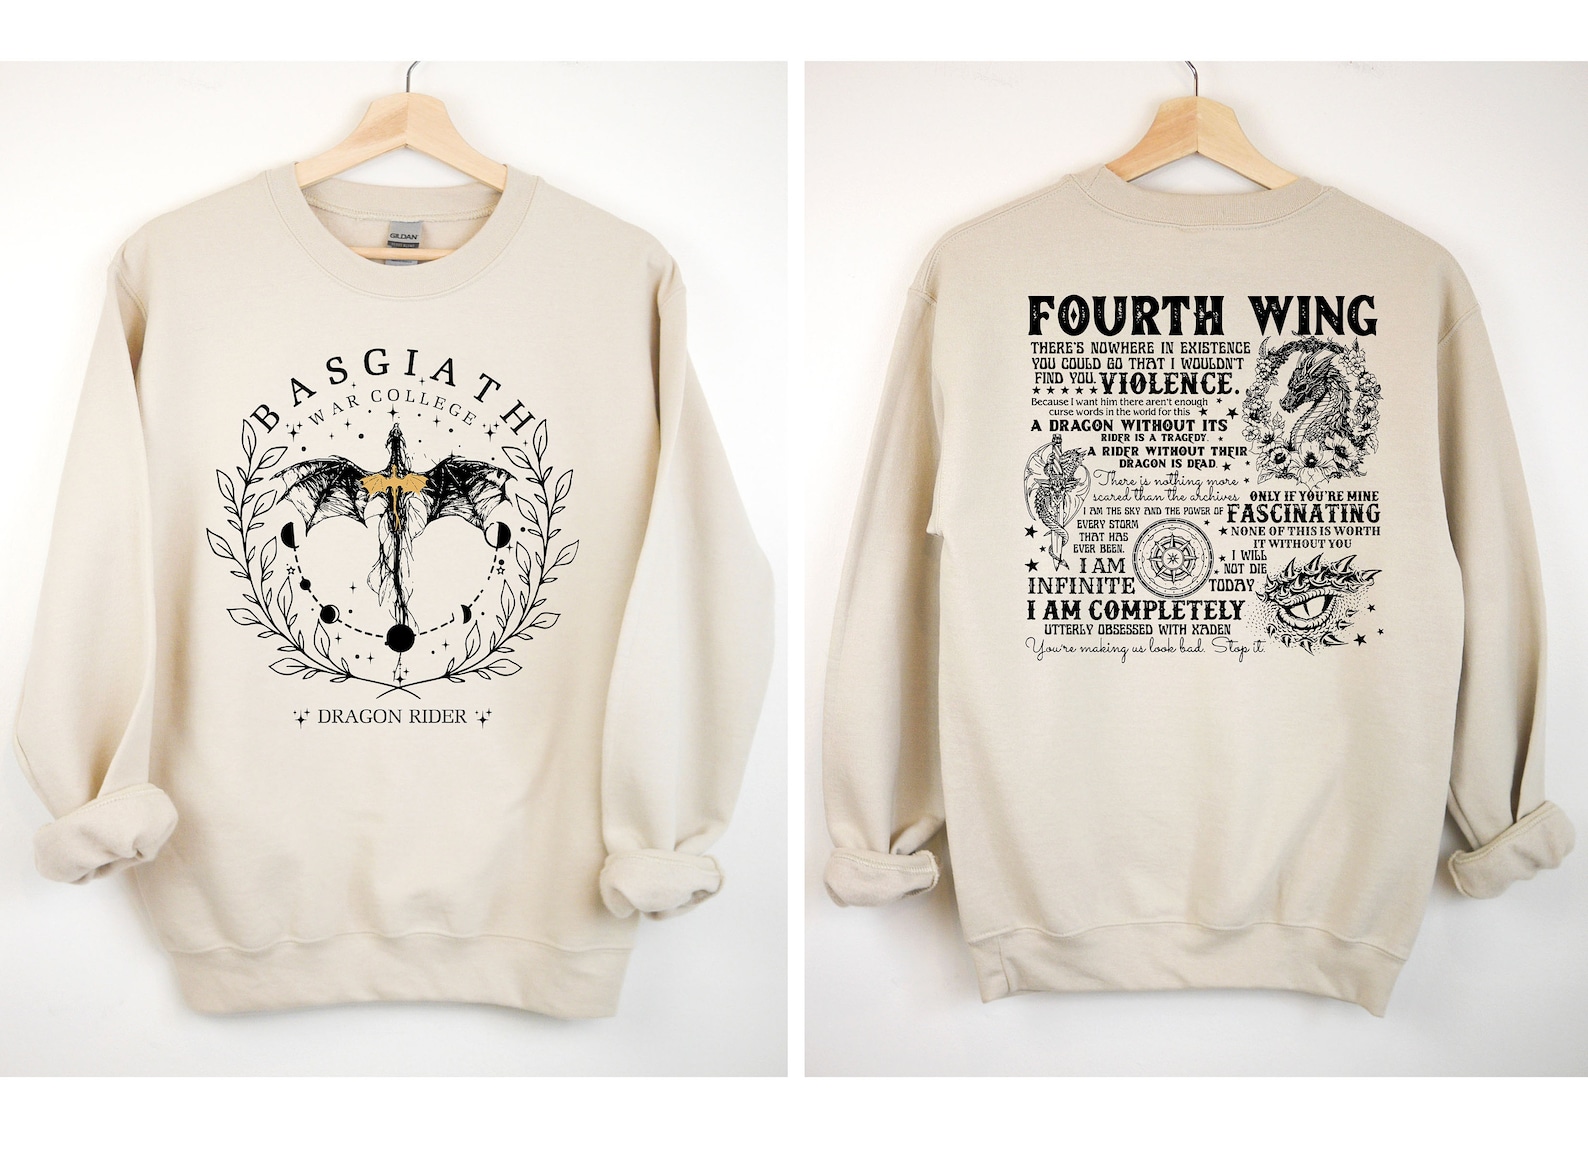 GILDAN
BASGIATH
WAR COLLEGE
DRAGON RIDER
FOURTH WING
THERE'S NOWHERE IN EXISTENCE
YOU COULD GO THAT I WOULDN'T
FIND YOU. VIOLENCE.
Because I want him there aren't enough
curse words in the world for this
A DRAGON WITHOUT ITS
RIDER IS A TRAGEDY.
A RIDER WITHOUT THEIR
DRAGON IS DEAD.
There is nothing more
scared than the archives
ONLY IF YOU'RE MINE
I AM THE SKY AND THE POWER OF
FASCINATING
EVERY STORM
THAT HAS
EVER BEEN.
NONE OF THIS IS WORTH
IT WITHOUT YOU
I AM
INFINITE
I WILL
NOT DIE
TODAY
I AM COMPLETELY
UTTERLY OBSESSED WITH XADEN
You're making us look bad. Stop it.